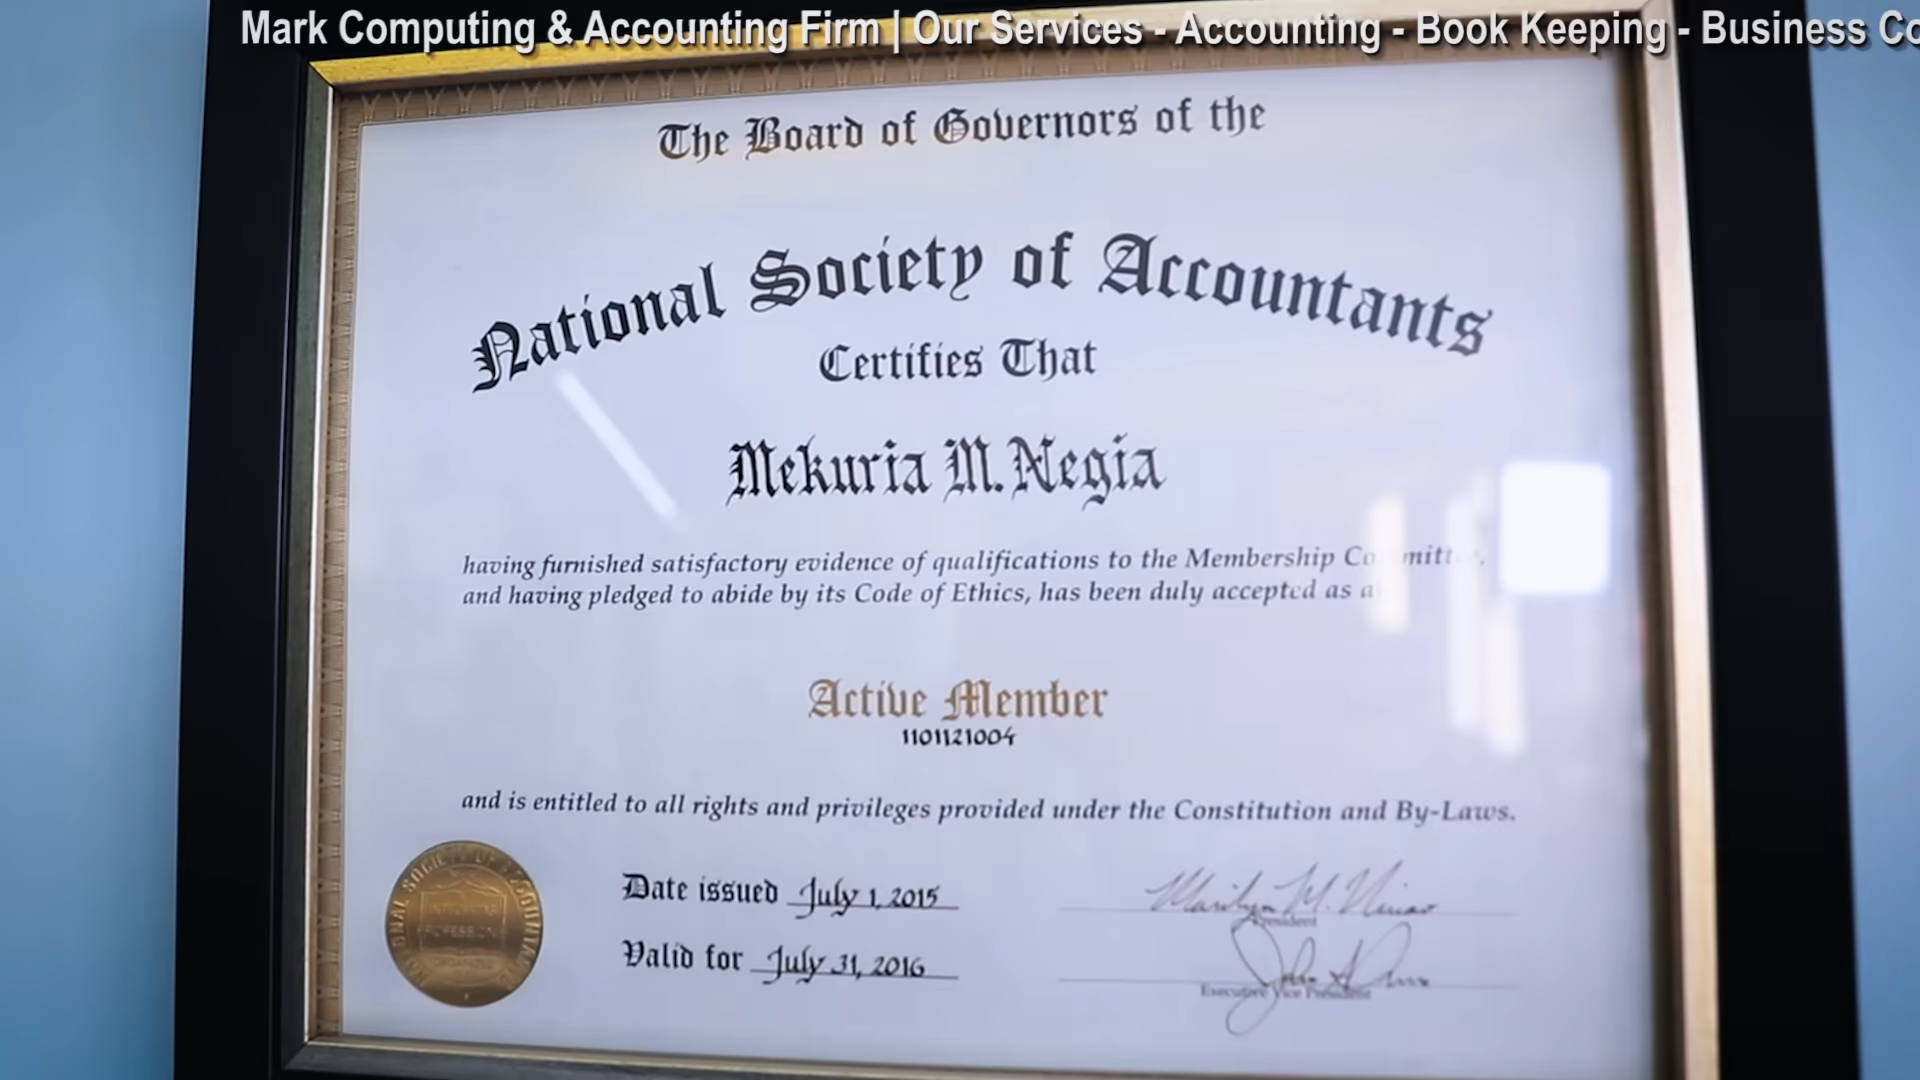 Mark Computing & Accounting Firm | Our Services - Accounting - Book Keeping - Business Co
The Board of Governors of the
National Society of Accountants
Certifies That
Mekuria M. Negia
having furnished satisfactory evidence of qualifications to the Membership
and having pledged to abide by its Code of Ethics, has been duly accepted as a
Active Member
1101121004
and is entitled to all rights and privileges provided under the Constitution and By-Laws.
Date issued July 1, 2015
President
Valid for July 31, 2016
Executive Vice President